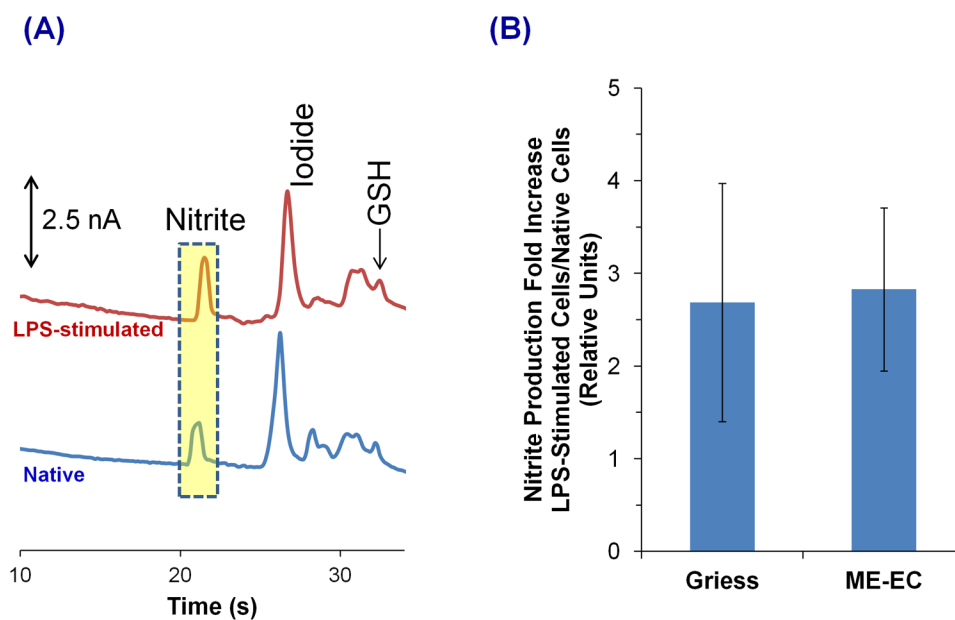 (A)
2.5 nA
Nitrite
Iodide
GSH
LPS-stimulated
Native
10
20
30
Time (s)
(B)
Nitrite Production Fold Increase
LPS-Stimulated Cells/Native Cells
(Relative Units)
5
4
3
2
1
0
Griess
ME-EC